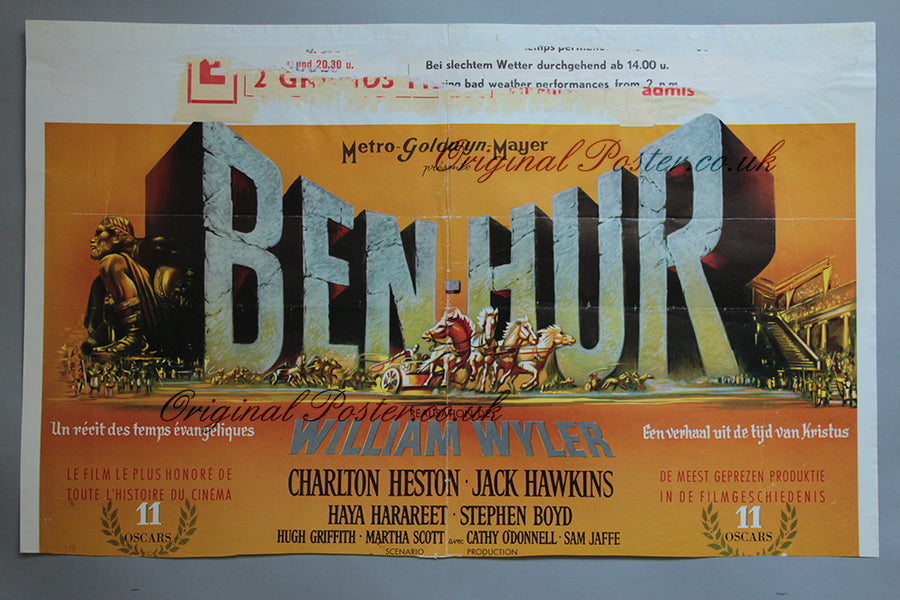 und 20.30 u.
Bei slechtem Wetter durchgehend ab 14.00 u.
bad weather performances from 2 p.m.
admis
Metro-Goldwyn-Mayer
présente
Original Poster.co.uk
BEN-HUR
Original Poster.co.uk
RÉALISATION DE
Un récit des temps évangéliques
WILLIAM WYLER
Een verhaal uit de tijd van Kristus
LE FILM LE PLUS HONORÉ DE
TOUTE L'HISTOIRE DU CINÉMA
11
OSCARS
CHARLTON HESTON · JACK HAWKINS
HAYA HARAREET · STEPHEN BOYD
HUGH GRIFFITH · MARTHA SCOTT avec CATHY O'DONNELL · SAM JAFFE
SCENARIO PRODUCTION
DE MEEST GEPREZEN PRODUKTIE
IN DE FILMGESCHIEDENIS
11
OSCARS